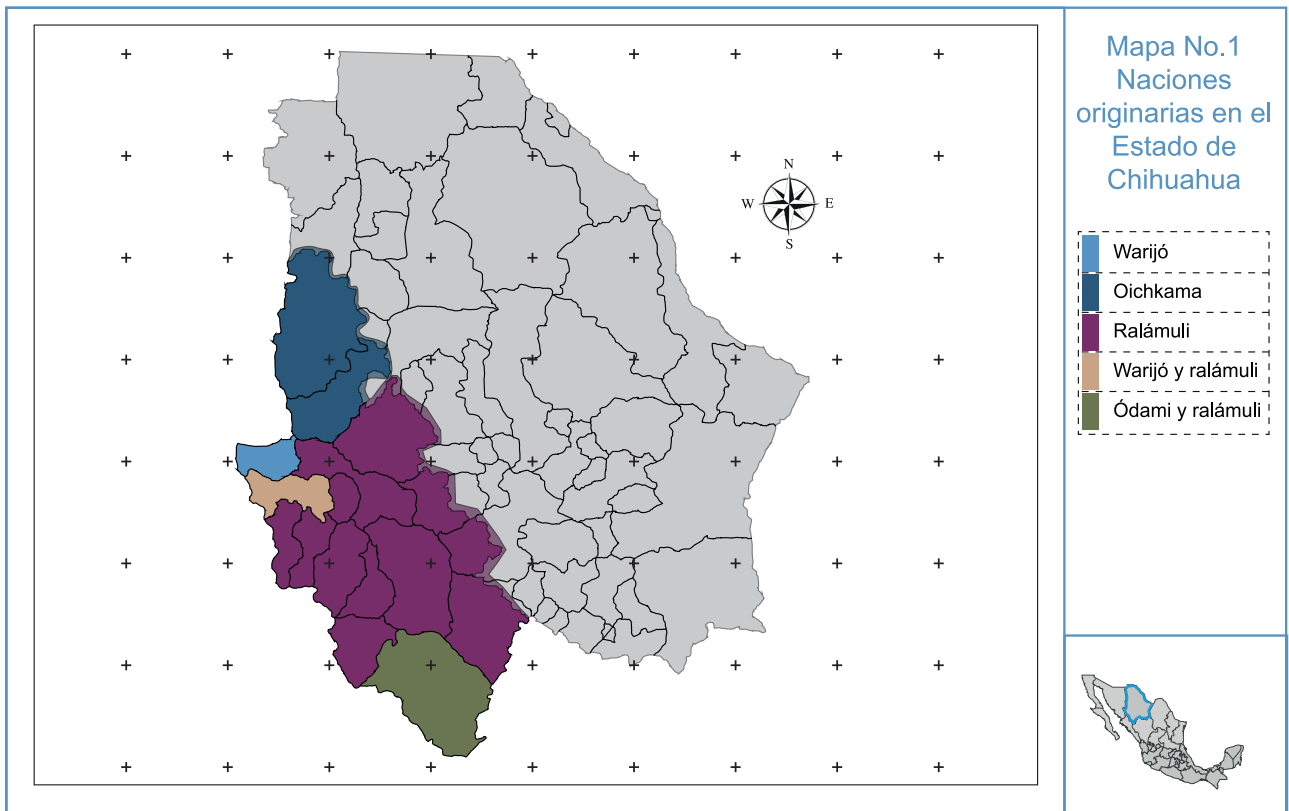 Mapa No.1
Naciones
originarias en el
Estado de
Chihuahua
N
W
E
S
Warijó
Oichkama
Ralámuli
Warijó y ralámuli
Ódami y ralámuli